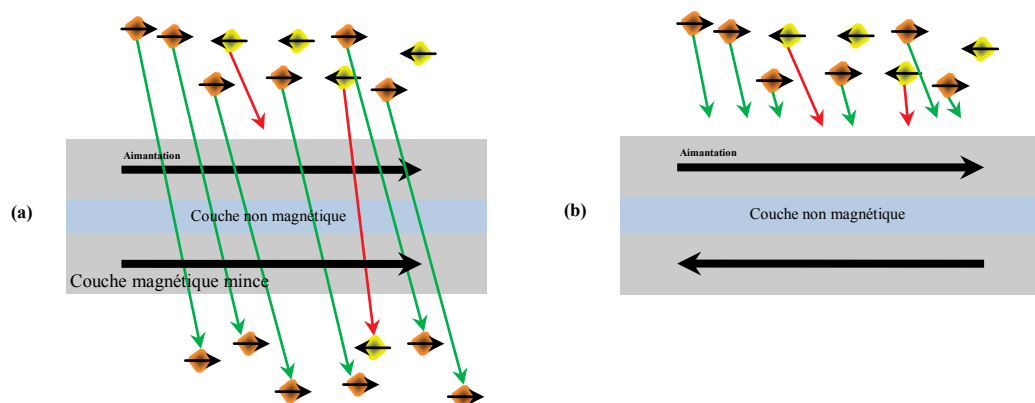 Aimantation
(a)
Couche non magnétique
Couche magnétique mince
Aimantation
(b)
Couche non magnétique